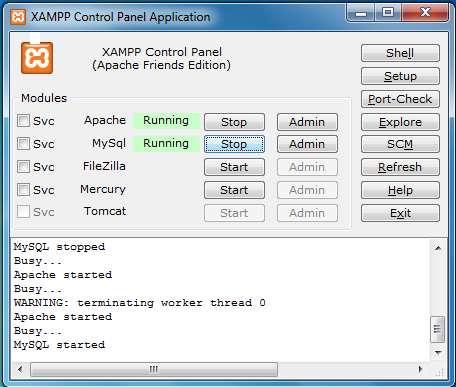 XAMPP Control Panel Application
XAMPP Control Panel
(Apache Friends Edition)
Shell
Setup
Modules
Port-Check
Svc Apache Running Stop Admin Explore
Svc MySql Running Stop Admin SCM
Svc FileZilla Start Admin Refresh
Svc Mercury Start Admin Help
Svc Tomcat Start Admin Exit
MySQL stopped
Busy...
Apache started
Busy...
WARNING: terminating worker thread 0
Apache started
Busy...
MySQL started